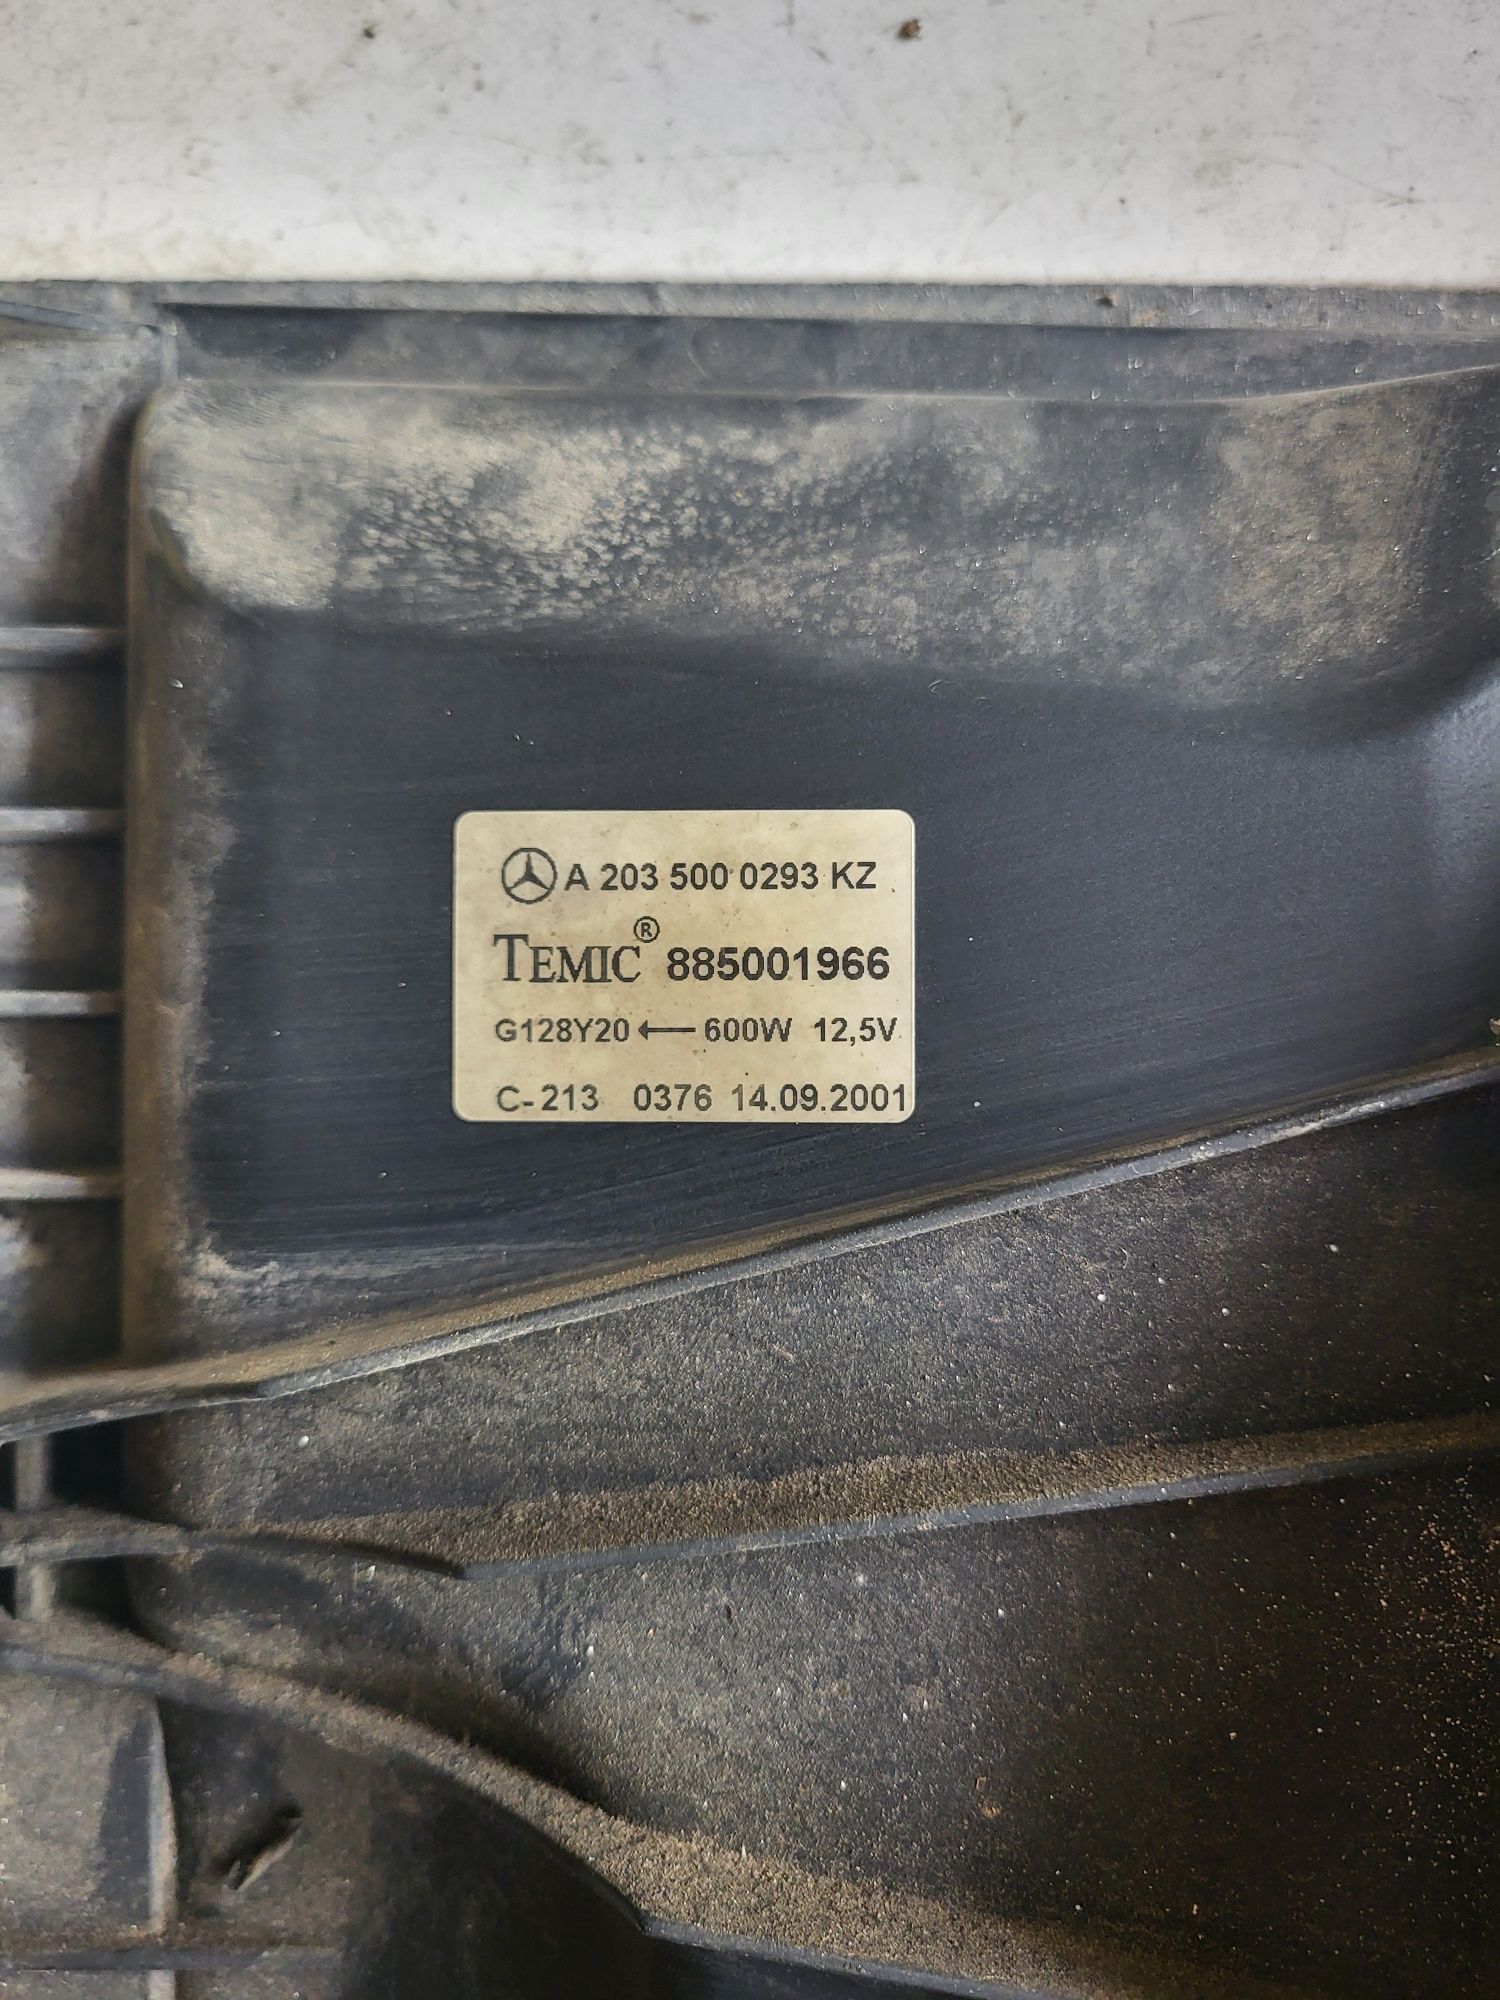 A 203 500 0293 KZ
TEMIC® 885001966
G128Y20 ← 600W 12,5V
C-213 0376 14.09.2001